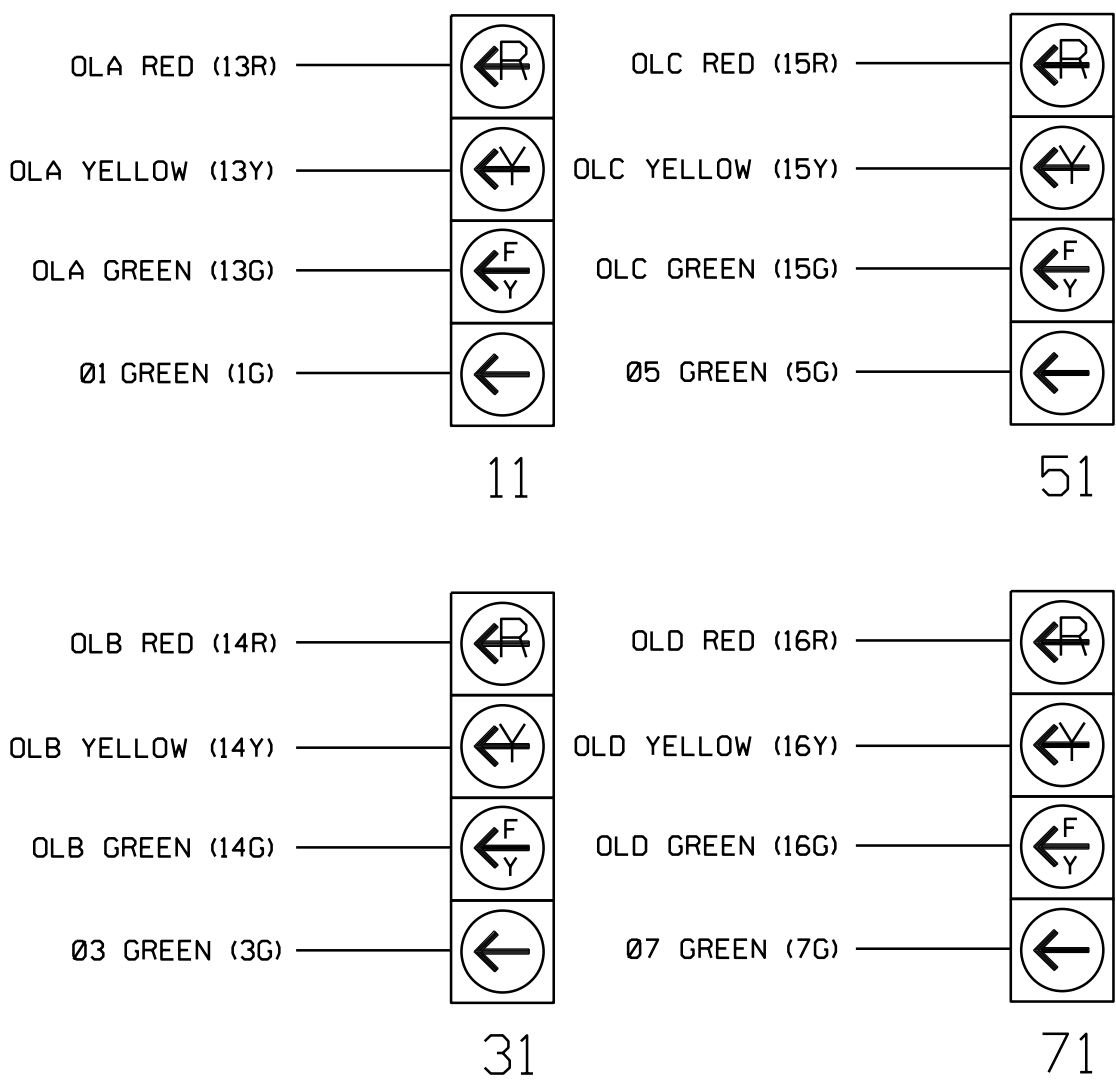 OLA RED (13R)
R
OLA YELLOW (13Y)
Y
OLA GREEN (13G)
F
Y
Ø1 GREEN (1G)
11
OLC RED (15R)
R
OLC YELLOW (15Y)
Y
OLC GREEN (15G)
F
Y
Ø5 GREEN (5G)
51
OLB RED (14R)
R
OLB YELLOW (14Y)
Y
OLB GREEN (14G)
F
Y
Ø3 GREEN (3G)
31
OLD RED (16R)
R
OLD YELLOW (16Y)
Y
OLD GREEN (16G)
F
Y
Ø7 GREEN (7G)
71